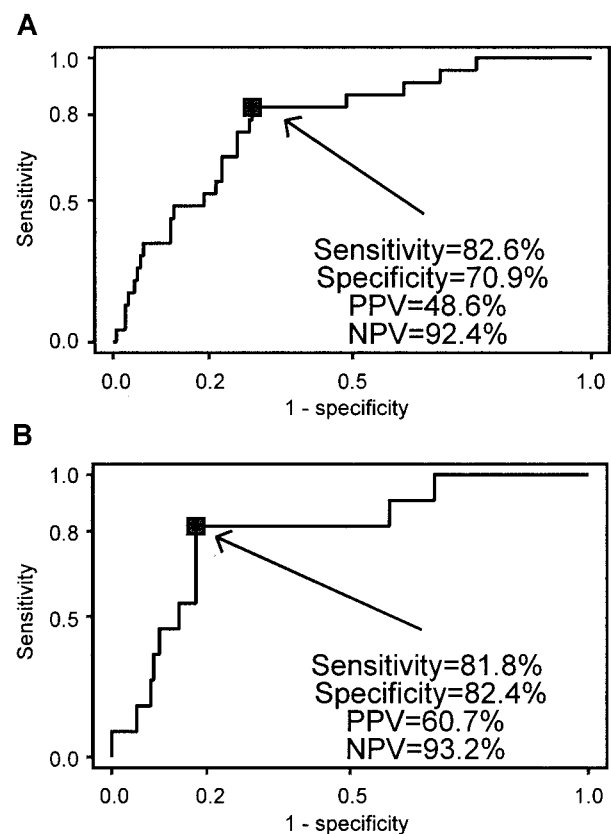 A
1.0
0.8
0.5
0.0
Sensitivity
Sensitivity=82.6%
Specificity=70.9%
PPV=48.6%
NPV=92.4%
0.0 0.2 0.5 1.0
1 - specificity
B
1.0
0.8
0.5
0.0
Sensitivity
Sensitivity=81.8%
Specificity=82.4%
PPV=60.7%
NPV=93.2%
0.0 0.2 0.5 1.0
1 - specificity